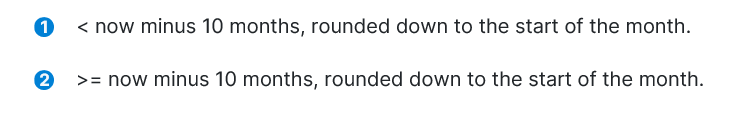 1 < now minus 10 months, rounded down to the start of the month.
2 >= now minus 10 months, rounded down to the start of the month.